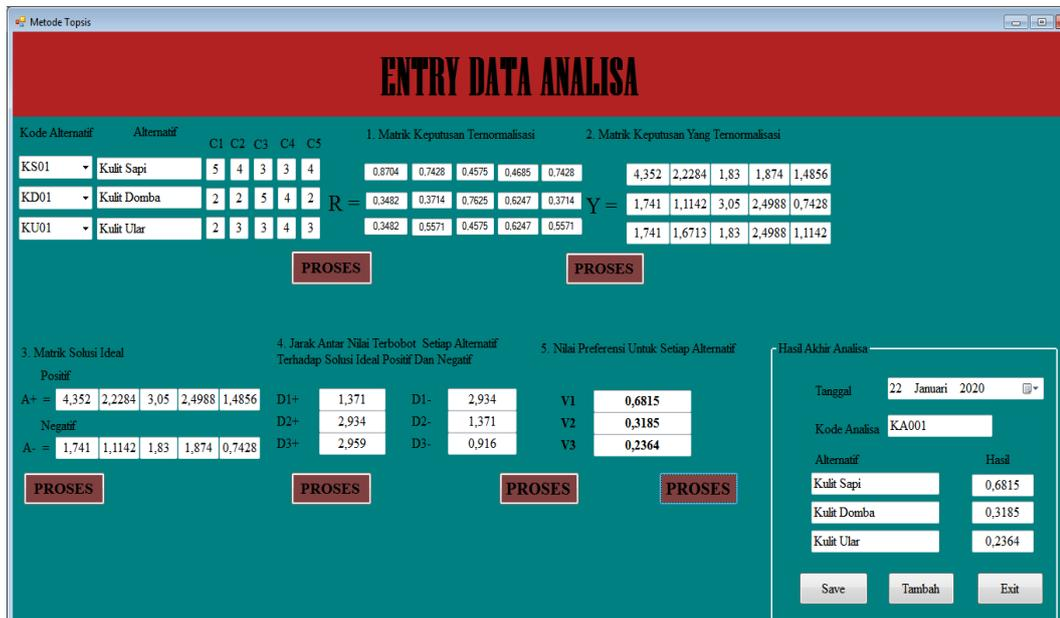 Metode Topsis
ENTRY DATA ANALISA
Kode Alternatif Alternatif C1 C2 C3 C4 C5
KS01 Kulit Sapi 5 4 3 3 4
KD01 Kulit Domba 2 2 5 4 2
KU01 Kulit Ular 2 3 3 4 3
1. Matrik Keputusan Ternormalisasi
R =
0,8704 0,7428 0,4575 0,4685 0,7428
0,3482 0,3714 0,7625 0,6247 0,3714
0,3482 0,5571 0,4575 0,6247 0,5571
PROSES
2. Matrik Keputusan Yang Ternormalisasi
Y =
4,352 2,2284 1,83 1,874 1,4856
1,741 1,1142 3,05 2,4988 0,7428
1,741 1,6713 1,83 2,4988 1,1142
PROSES
3. Matrik Solusi Ideal
Positif
A+ = 4,352 2,2284 3,05 2,4988 1,4856
Negatif
A- = 1,741 1,1142 1,83 1,874 0,7428
PROSES
4. Jarak Antar Nilai Terbobot Setiap Alternatif
Terhadap Solusi Ideal Positif Dan Negatif
D1+ 1,371 D1- 2,934
D2+ 2,934 D2- 1,371
D3+ 2,959 D3- 0,916
PROSES
5. Nilai Preferensi Untuk Setiap Alternatif
V1 0,6815
V2 0,3185
V3 0,2364
PROSES PROSES
Hasil Akhir Analisa
Tanggal 22 Januari 2020
Kode Analisa KA001
Alternatif Hasil
Kulit Sapi 0,6815
Kulit Domba 0,3185
Kulit Ular 0,2364
Save Tambah Exit